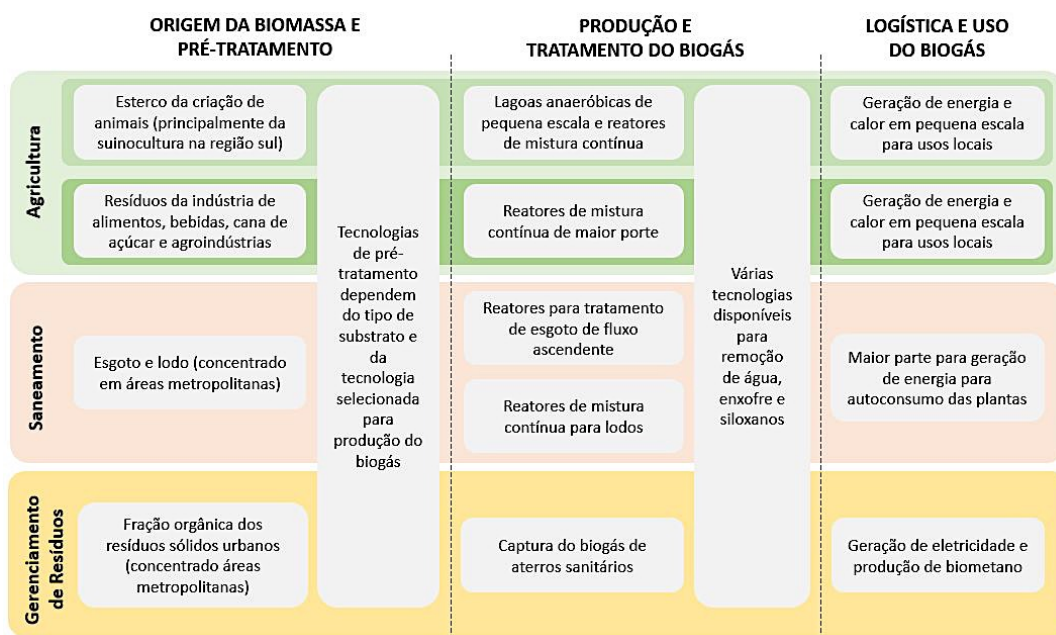 ORIGEM DA BIOMASSA E
PRÉ-TRATAMENTO
PRODUÇÃO E
TRATAMENTO DO BIOGÁS
LOGÍSTICA E USO
DO BIOGÁS
Agricultura
Esterco da criação de
animais (principalmente da
suinocultura na região sul)
Lagoas anaeróbicas de
pequena escala e reatores
de mistura contínua
Geração de energia e
calor em pequena escala
para usos locais
Resíduos da indústria de
alimentos, bebidas, cana de
açúcar e agroindústrias
Reatores de mistura
contínua de maior porte
Geração de energia e
calor em pequena escala
para usos locais
Tecnologias
de pré-
tratamento
dependem
do tipo de
substrato e
da
tecnologia
selecionada
para
produção do
biogás
Várias
tecnologias
disponíveis
para
remoção
de água,
enxofre e
siloxanos
Saneamento
Esgoto e lodo (concentrado
em áreas metropolitanas)
Reatores para tratamento
de esgoto de fluxo
ascendente
Reatores de mistura
contínua para lodos
Maior parte para geração
de energia para
autoconsumo das plantas
Gerenciamento
de Resíduos
Fração orgânica dos
resíduos sólidos urbanos
(concentrado áreas
metropolitanas)
Captura do biogás de
aterros sanitários
Geração de eletricidade e
produção de biometano